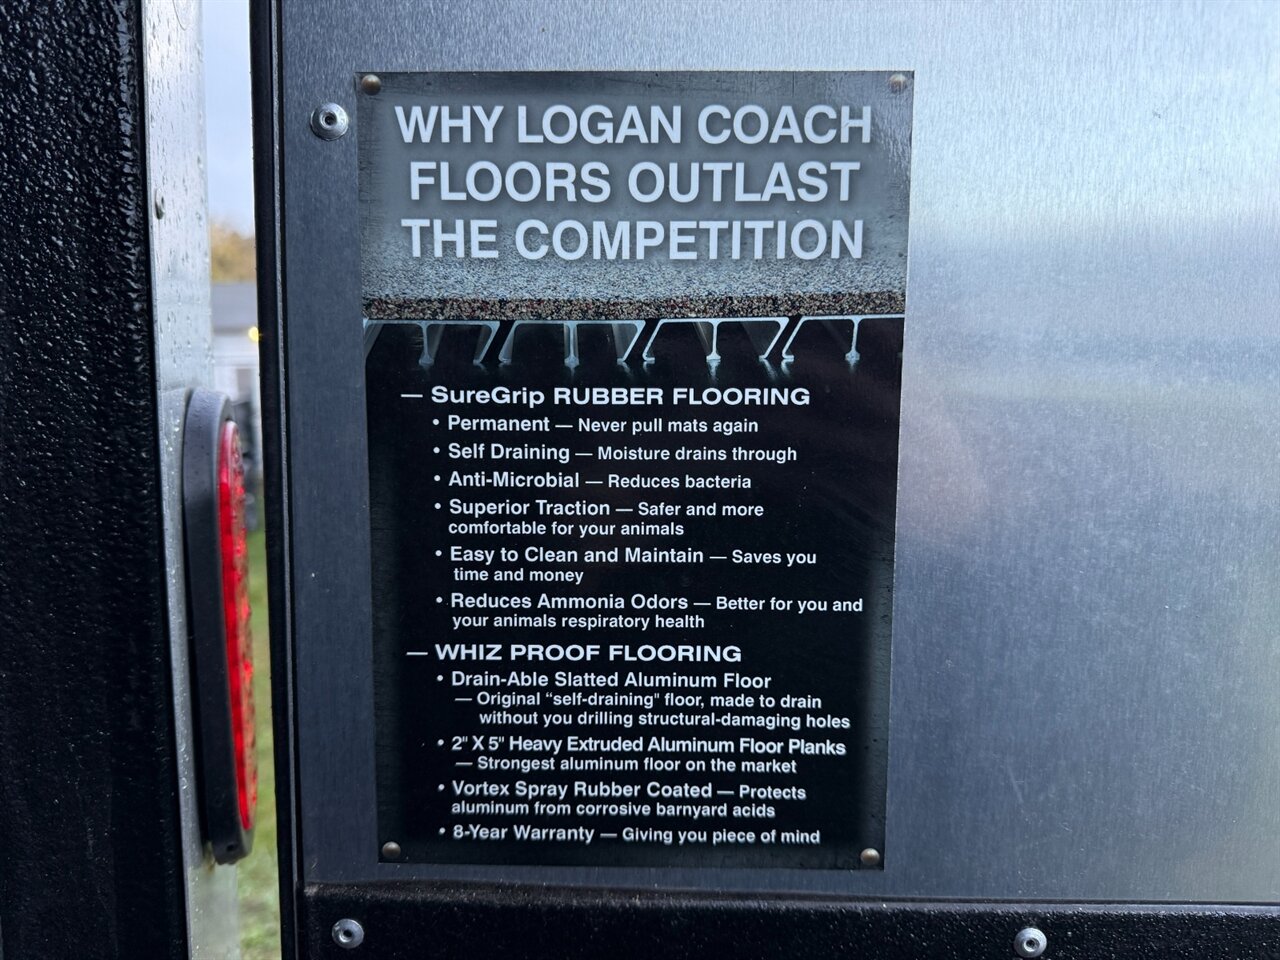 WHY LOGAN COACH
FLOORS OUTLAST
THE COMPETITION
— SureGrip RUBBER FLOORING
• Permanent — Never pull mats again
• Self Draining — Moisture drains through
• Anti-Microbial — Reduces bacteria
• Superior Traction — Safer and more
comfortable for your animals
• Easy to Clean and Maintain — Saves you
time and money
• Reduces Ammonia Odors — Better for you and
your animals respiratory health
— WHIZ PROOF FLOORING
• Drain-Able Slatted Aluminum Floor
— Original “self-draining" floor, made to drain
without you drilling structural-damaging holes
• 2" X 5" Heavy Extruded Aluminum Floor Planks
— Strongest aluminum floor on the market
• Vortex Spray Rubber Coated — Protects
aluminum from corrosive barnyard acids
• 8-Year Warranty — Giving you piece of mind